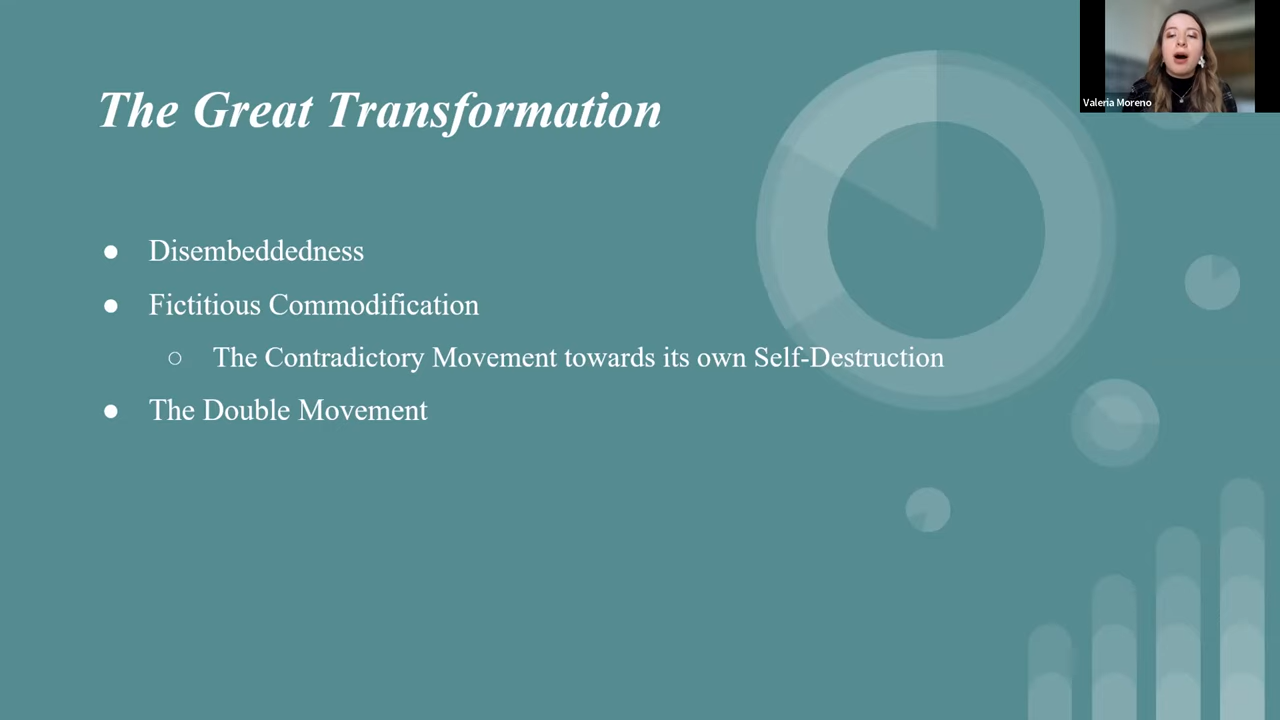 The Great Transformation
● Disembeddedness
● Fictitious Commodification
○ The Contradictory Movement towards its own Self-Destruction
● The Double Movement
Valeria Moreno